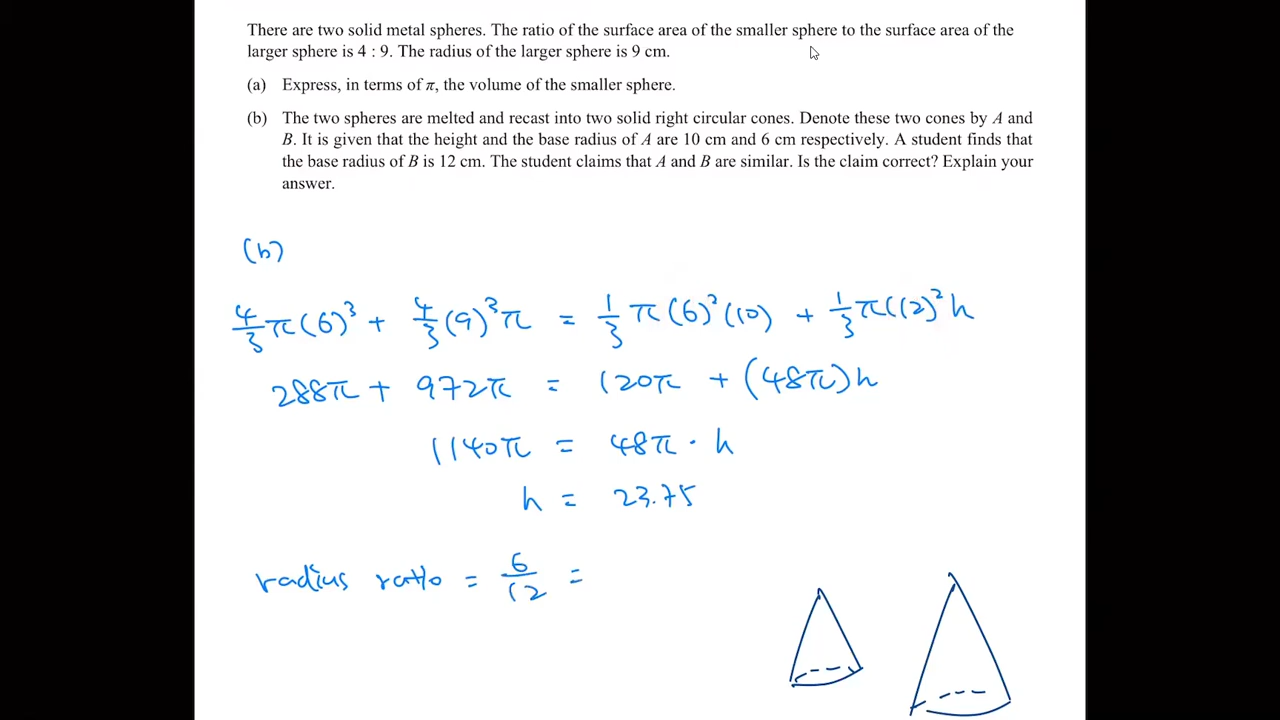 There are two solid metal spheres. The ratio of the surface area of the smaller sphere to the surface area of the
larger sphere is 4 : 9. The radius of the larger sphere is 9 cm.
(a) Express, in terms of π, the volume of the smaller sphere.
(b) The two spheres are melted and recast into two solid right circular cones. Denote these two cones by A and
B. It is given that the height and the base radius of A are 10 cm and 6 cm respectively. A student finds that
the base radius of B is 12 cm. The student claims that A and B are similar. Is the claim correct? Explain your
answer.
(b)
4/3 π(6)³ + 4/3 (9)³π = 1/3 π(6)²(10) + 1/3 π(12)²h
288π + 972π = 120π + (48π)h
1140π = 48π · h
h = 23.75
radius ratio = 6/12 =